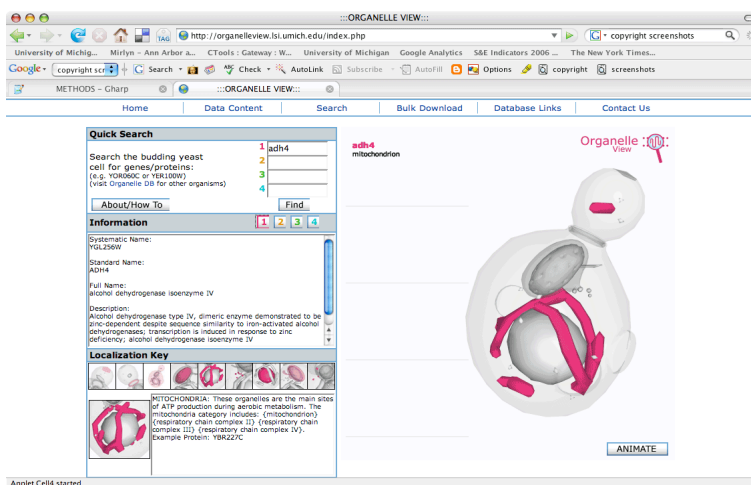 :::ORGANELLE VIEW:::
TAG
http://organelleview.lsi.umich.edu/index.php
G copyright screenshots
University of Michig... Mirlyn – Ann Arbor a... CTools : Gateway : W... University of Michigan Google Analytics S&E Indicators 2006 ... The New York Times...
Google copyright scr G Search ABC Check AutoLink Subscribe AutoFill Options copyright screenshots
METHODS – Gharp :::ORGANELLE VIEW:::
Home Data Content Search Bulk Download Database Links Contact Us
Quick Search
1 adh4
Search the budding yeast 2
cell for genes/proteins:
(e.g. YOR060C or YER100W) 3
(visit Organelle DB for other organisms)
4
About/How To Find
Information 1 2 3 4
Systematic Name:
YGL256W
Standard Name:
ADH4
Full Name:
alcohol dehydrogenase isoenzyme IV
Description:
Alcohol dehydrogenase type IV, dimeric enzyme demonstrated to be
zinc-dependent despite sequence similarity to iron-activated alcohol
dehydrogenases; transcription is induced in response to zinc
deficiency; alcohol dehydrogenase isoenzyme IV
Localization Key
MITOCHONDRIA: These organelles are the main sites
of ATP production during aerobic metabolism. The
mitochondria category includes: {mitochondrion}
{respiratory chain complex II} {respiratory chain
complex III} {respiratory chain complex IV}.
Example Protein: YBR227C
adh4
mitochondrion
Organelle
View
ANIMATE
Applet Cell4 started